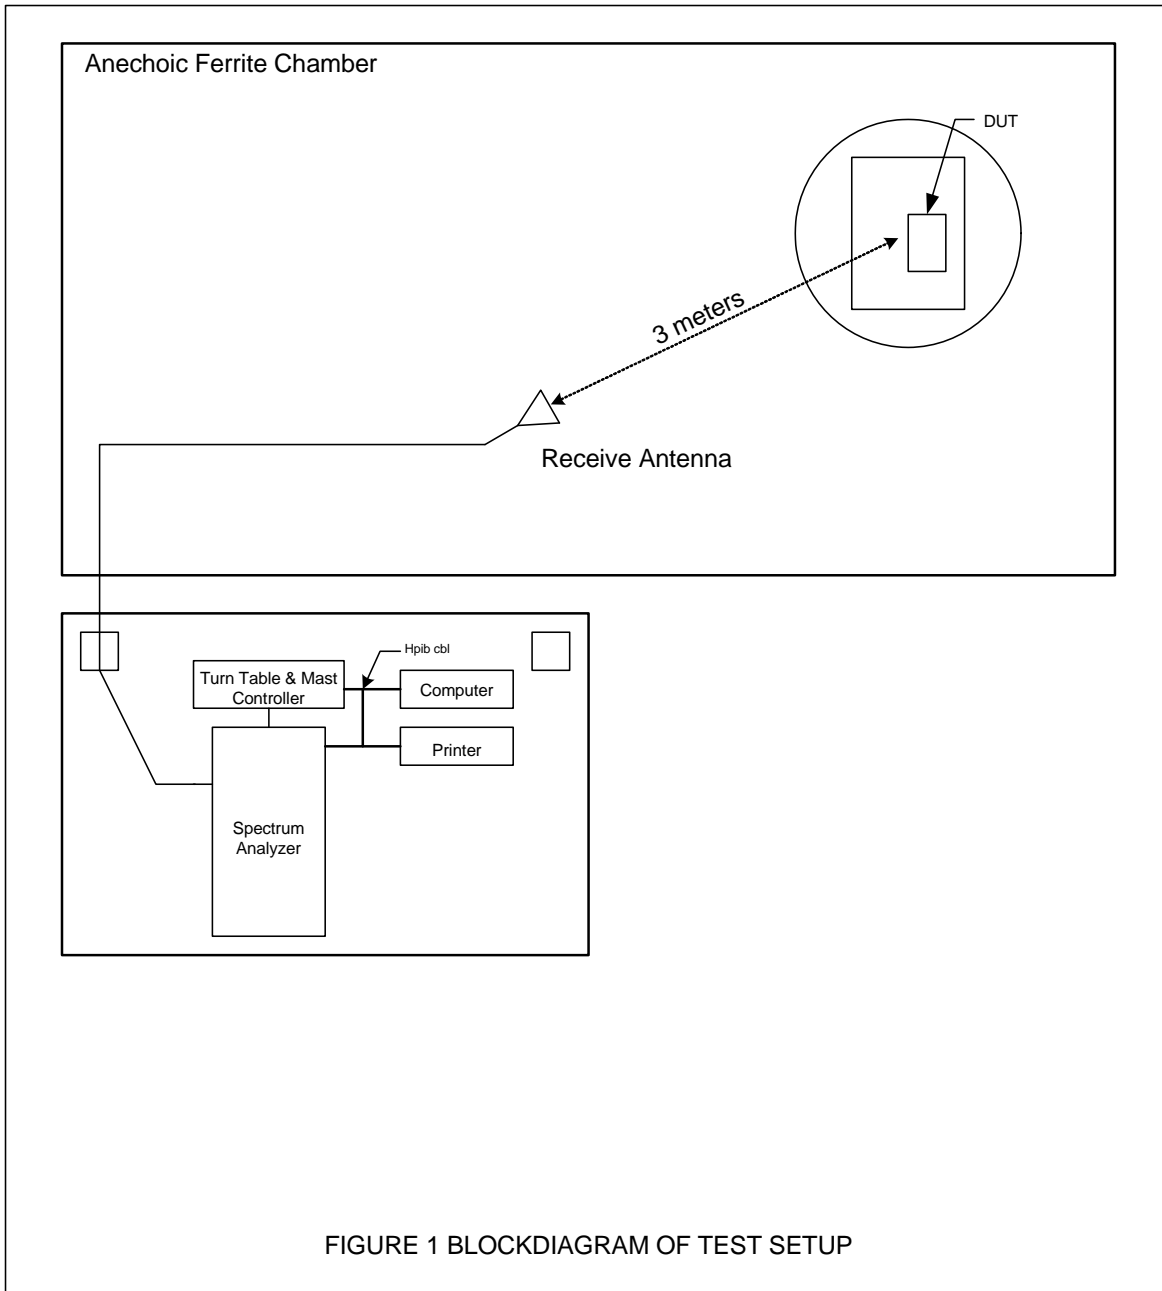 Anechoic Ferrite Chamber
DUT
3 meters
Receive Antenna
Hpib cbl
Turn Table & Mast
Controller
Computer
Printer
Spectrum
Analyzer
FIGURE 1 BLOCKDIAGRAM OF TEST SETUP